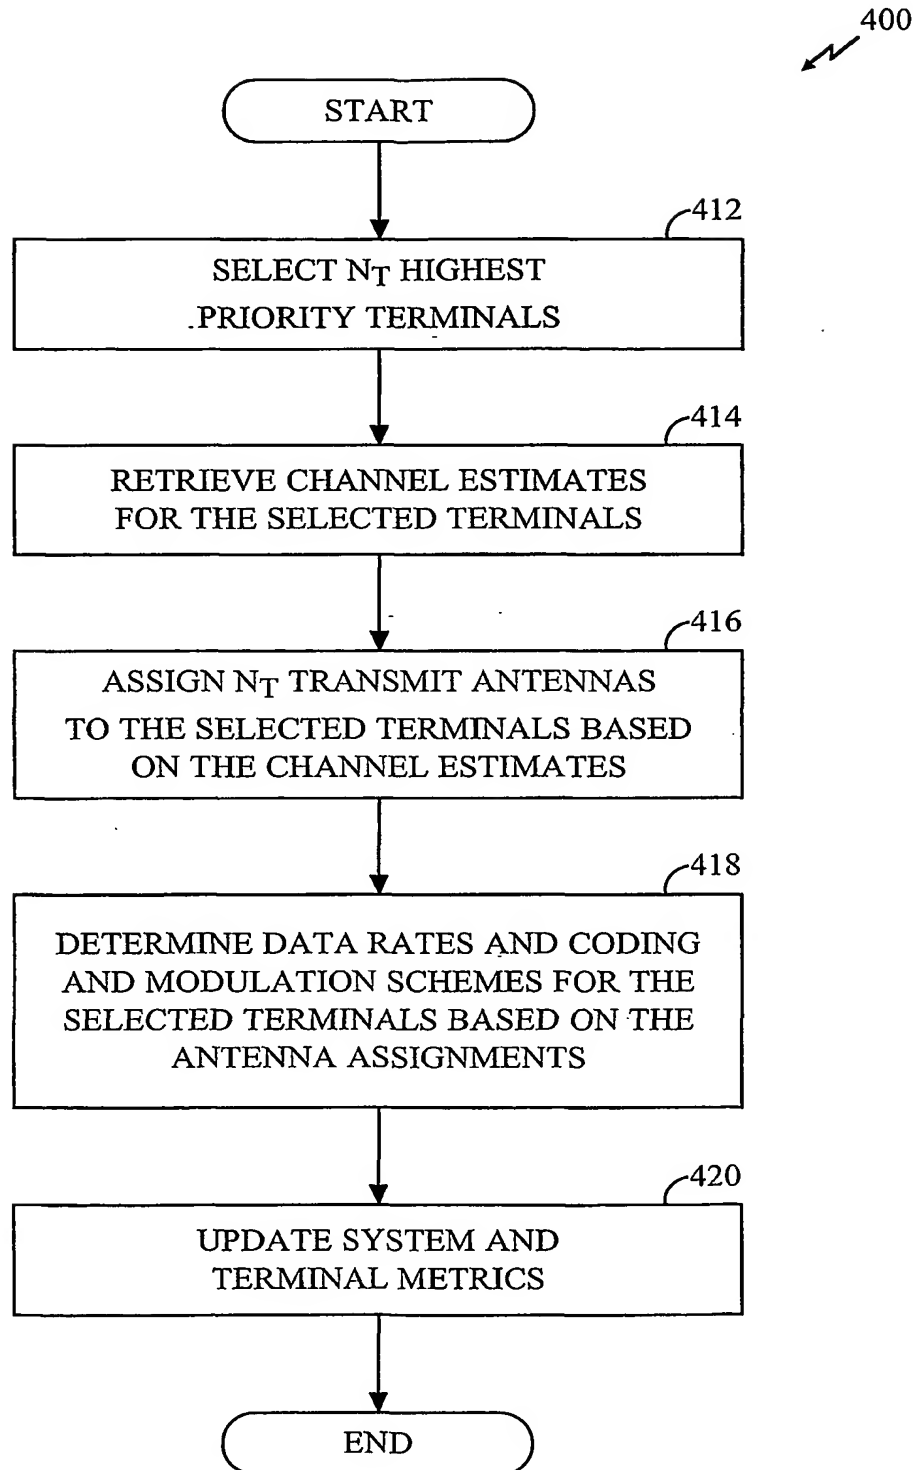 400
START
412
SELECT NT HIGHEST
PRIORITY TERMINALS
414
RETRIEVE CHANNEL ESTIMATES
FOR THE SELECTED TERMINALS
416
ASSIGN NT TRANSMIT ANTENNAS
TO THE SELECTED TERMINALS BASED
ON THE CHANNEL ESTIMATES
418
DETERMINE DATA RATES AND CODING
AND MODULATION SCHEMES FOR THE
SELECTED TERMINALS BASED ON THE
ANTENNA ASSIGNMENTS
420
UPDATE SYSTEM AND
TERMINAL METRICS
END